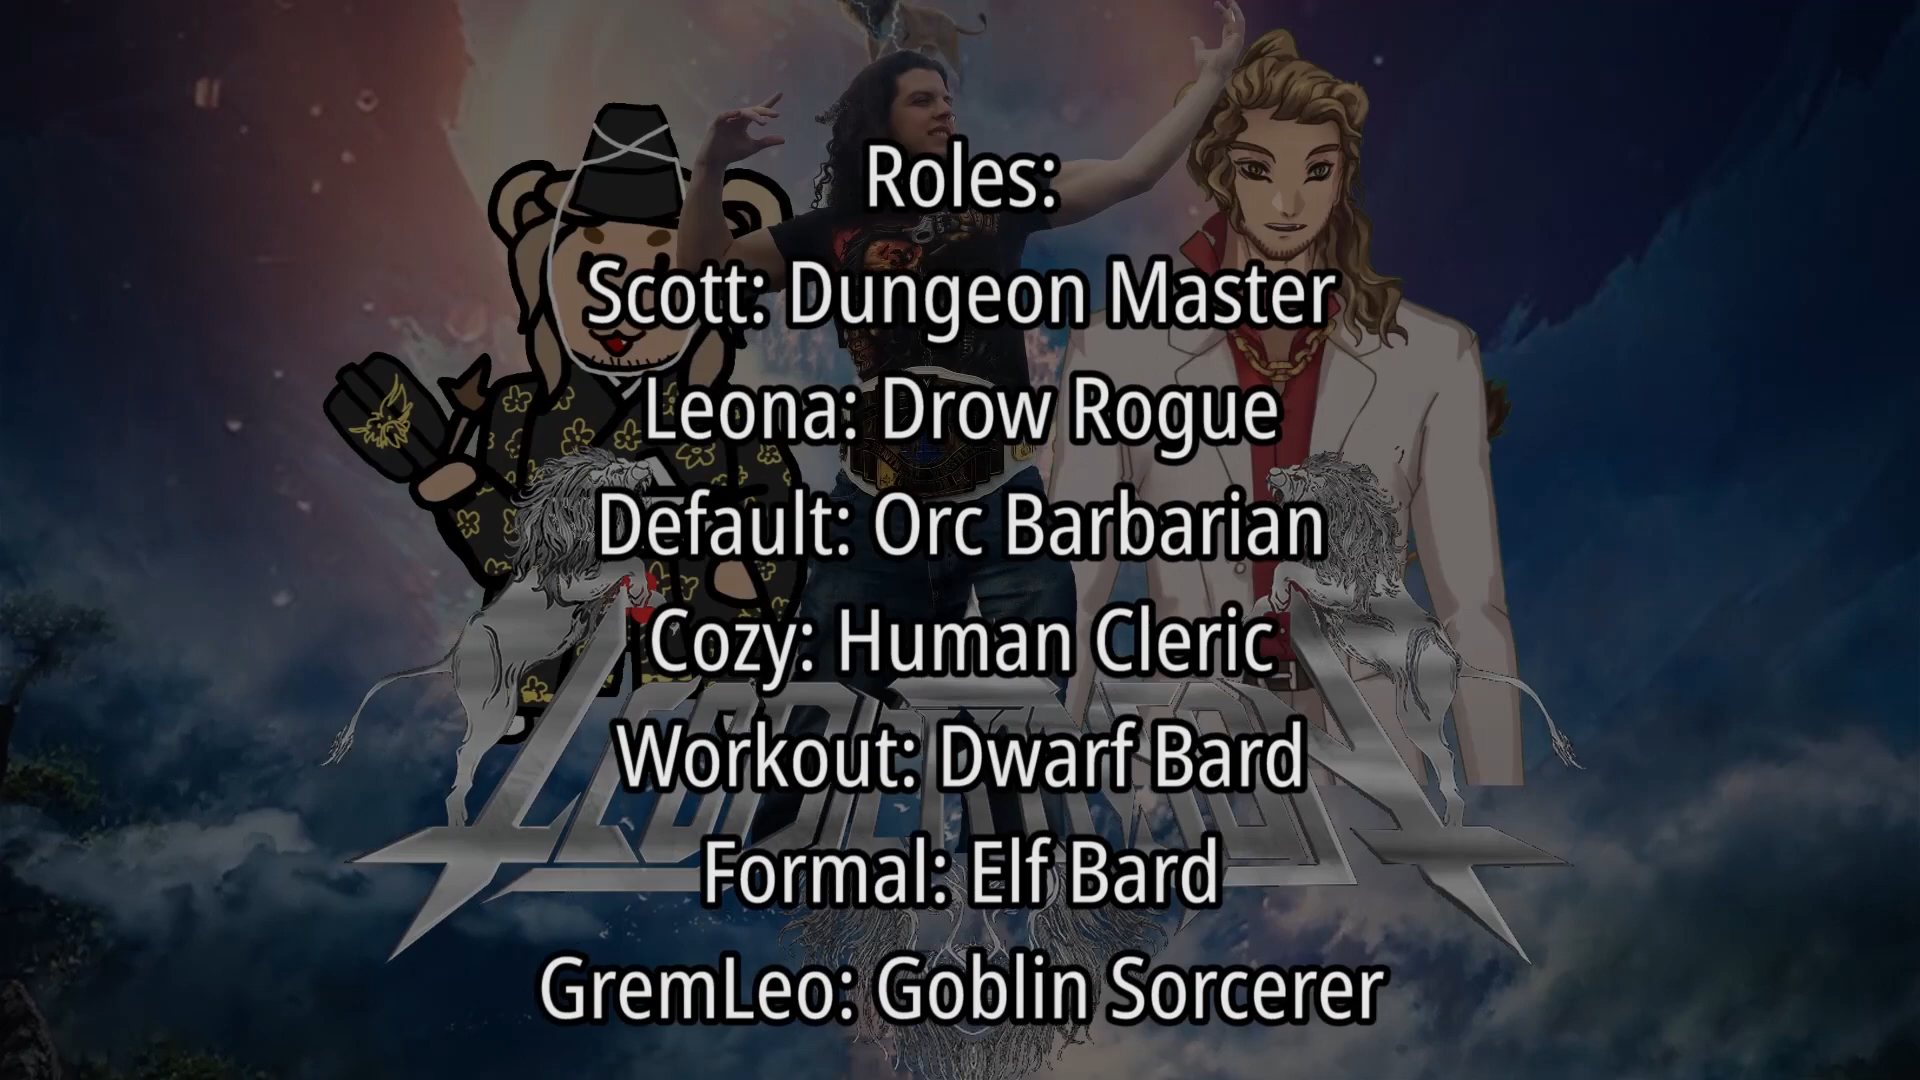 Roles:
Scott: Dungeon Master
Leona: Drow Rogue
Default: Orc Barbarian
Cozy: Human Cleric
Workout: Dwarf Bard
Formal: Elf Bard
GremLeo: Goblin Sorcerer